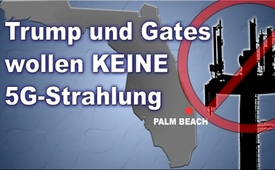 Trump und Gates
wollen KEINE
5G-Strahlung
PALM BEACH